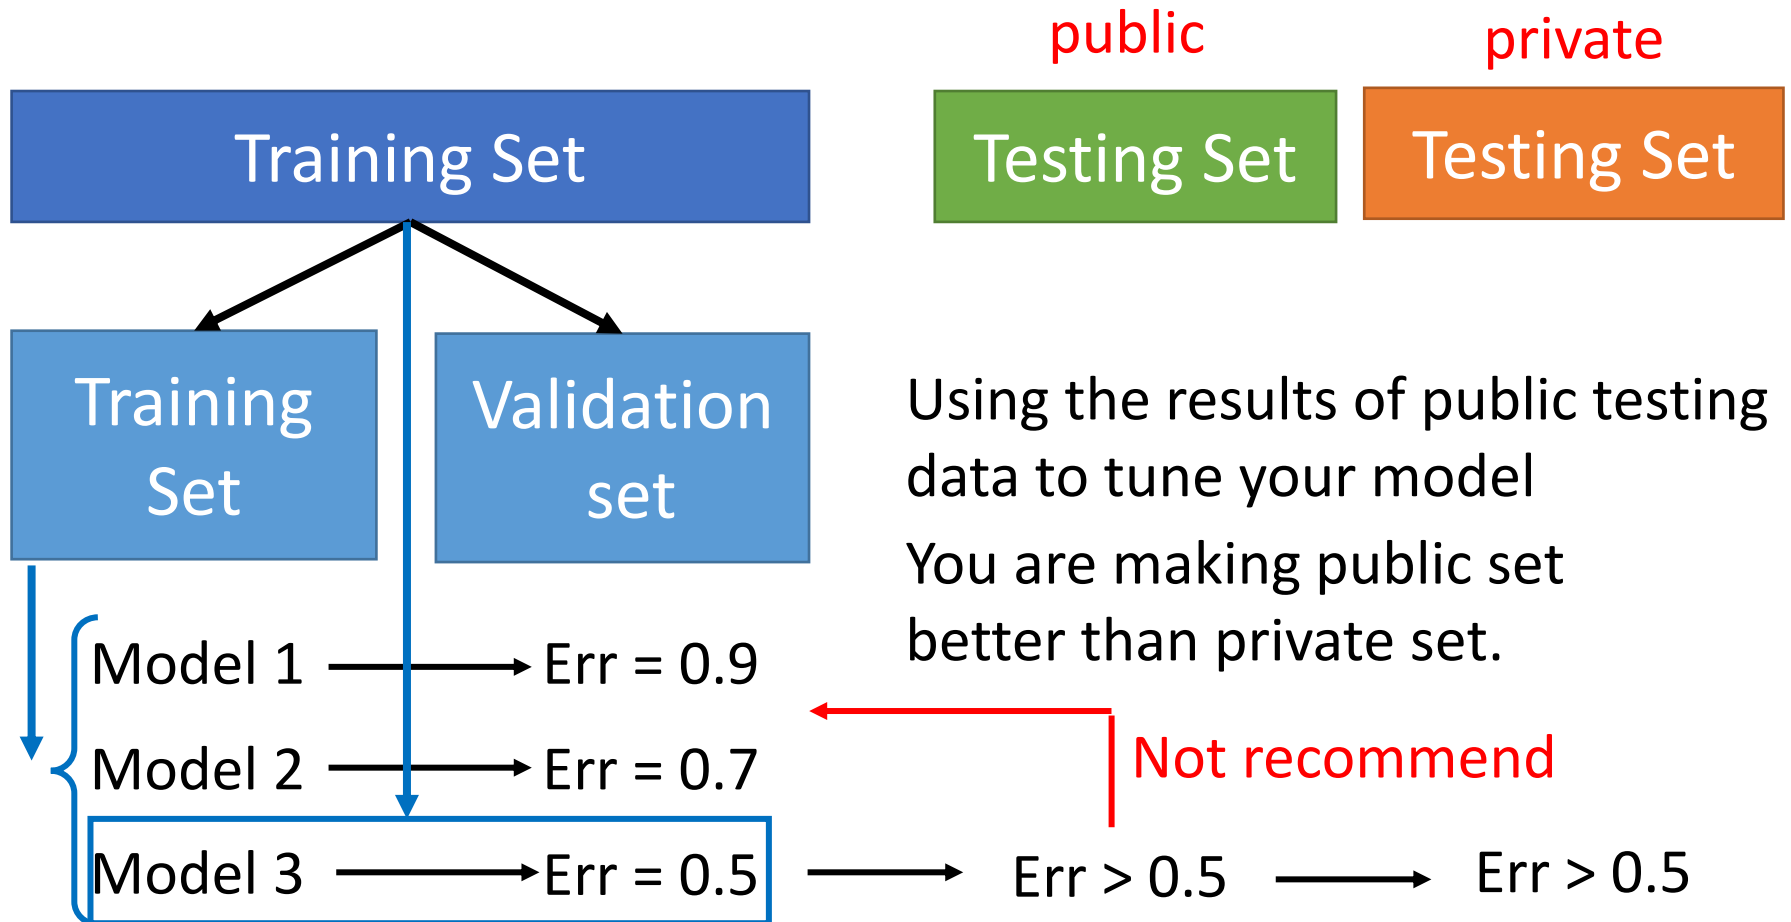 public
private
Training Set
Testing Set
Testing Set
Training
Set
Validation
set
Using the results of public testing
data to tune your model
You are making public set
better than private set.
Model 1
Err = 0.9
Model 2
Err = 0.7
Not recommend
Model 3
Err = 0.5
Err > 0.5
Err > 0.5